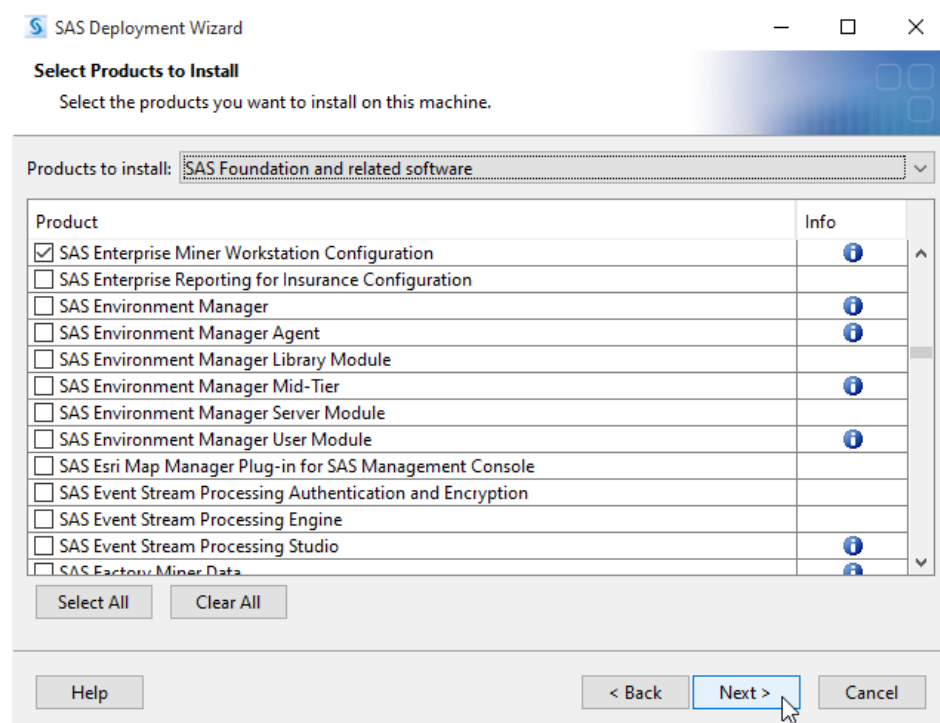 SAS Deployment Wizard
Select Products to Install
Select the products you want to install on this machine.
Products to install: SAS Foundation and related software
Product Info
SAS Enterprise Miner Workstation Configuration
SAS Enterprise Reporting for Insurance Configuration
SAS Environment Manager
SAS Environment Manager Agent
SAS Environment Manager Library Module
SAS Environment Manager Mid-Tier
SAS Environment Manager Server Module
SAS Environment Manager User Module
SAS Esri Map Manager Plug-in for SAS Management Console
SAS Event Stream Processing Authentication and Encryption
SAS Event Stream Processing Engine
SAS Event Stream Processing Studio
SAS Factory Miner Data
Select All Clear All
Help < Back Next > Cancel